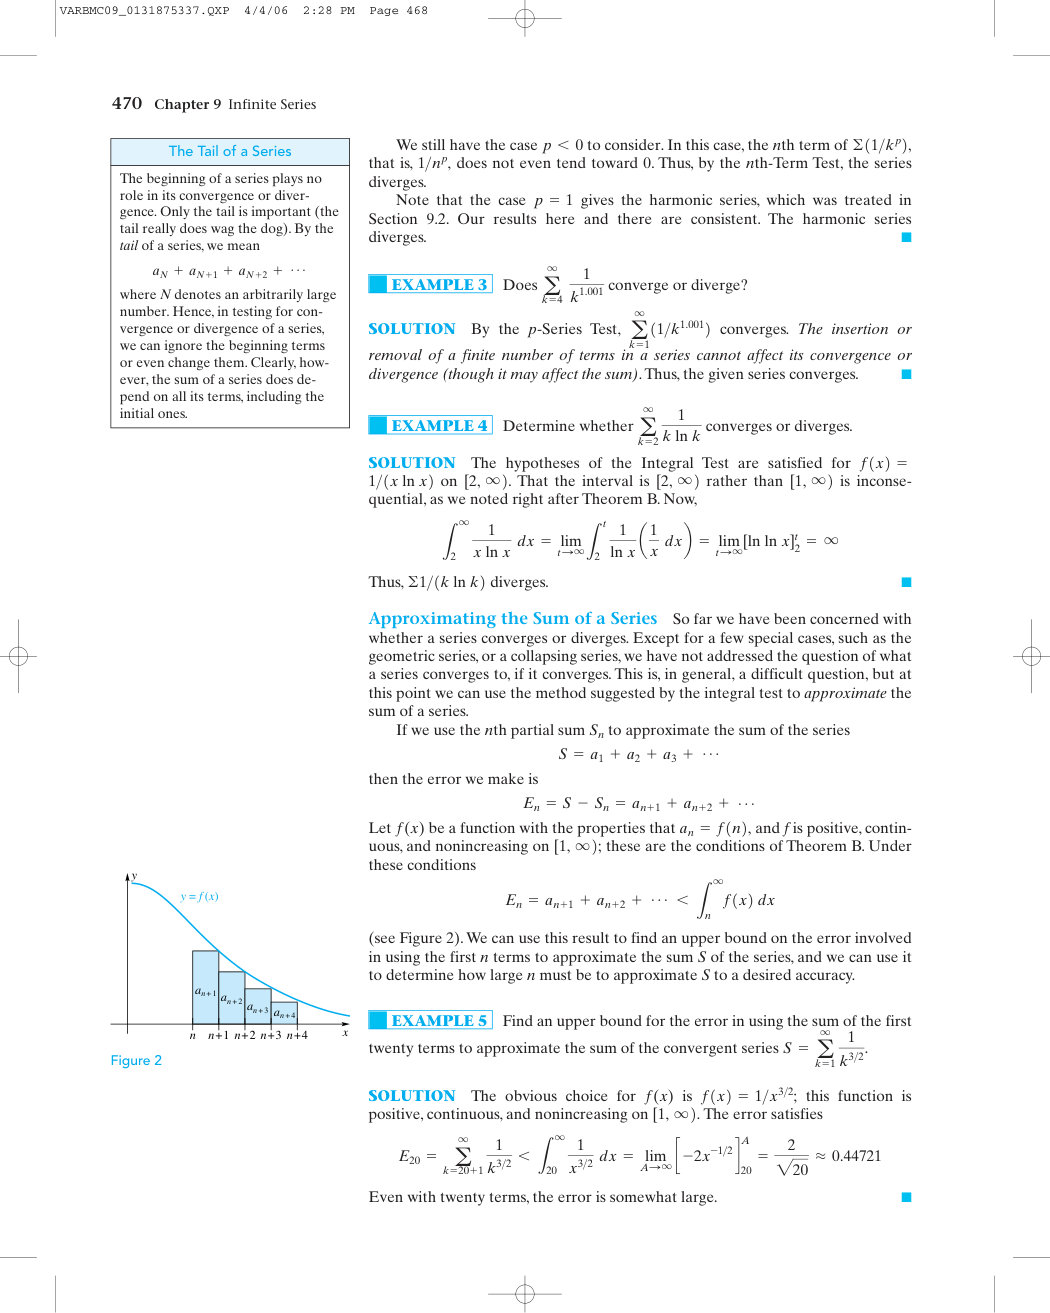 VARBMC09_0131875337.QXP 4/4/06 2:28 PM Page 468
470 Chapter 9 Infinite Series
The Tail of a Series
The beginning of a series plays no
role in its convergence or diver-
gence. Only the tail is important (the
tail really does wag the dog). By the
tail of a series, we mean
a_N + a_{N+1} + a_{N+2} + ⋯
where N denotes an arbitrarily large
number. Hence, in testing for con-
vergence or divergence of a series,
we can ignore the beginning terms
or even change them. Clearly, how-
ever, the sum of a series does de-
pend on all its terms, including the
initial ones.
We still have the case p < 0 to consider. In this case, the nth term of Σ(1/k^p),
that is, 1/n^p, does not even tend toward 0. Thus, by the nth-Term Test, the series
diverges.
Note that the case p = 1 gives the harmonic series, which was treated in
Section 9.2. Our results here and there are consistent. The harmonic series
diverges.
EXAMPLE 3 Does ∑_{k=4}^{∞} 1/k^{1.001} converge or diverge?
SOLUTION By the p-Series Test, ∑_{k=1}^{∞} (1/k^{1.001}) converges. The insertion or
removal of a finite number of terms in a series cannot affect its convergence or
divergence (though it may affect the sum). Thus, the given series converges.
EXAMPLE 4 Determine whether ∑_{k=2}^{∞} 1/(k ln k) converges or diverges.
SOLUTION The hypotheses of the Integral Test are satisfied for f(x) =
1/(x ln x) on [2, ∞). That the interval is [2, ∞) rather than [1, ∞) is inconse-
quential, as we noted right after Theorem B. Now,
∫_2^∞ 1/(x ln x) dx = lim_{t→∞} ∫_2^t 1/(ln x) (1/x dx) = lim_{t→∞} [ln ln x]_2^t = ∞
Thus, Σ1/(k ln k) diverges.
Approximating the Sum of a Series So far we have been concerned with
whether a series converges or diverges. Except for a few special cases, such as the
geometric series, or a collapsing series, we have not addressed the question of what
a series converges to, if it converges. This is, in general, a difficult question, but at
this point we can use the method suggested by the integral test to approximate the
sum of a series.
If we use the nth partial sum S_n to approximate the sum of the series
S = a_1 + a_2 + a_3 + ⋯
then the error we make is
E_n = S − S_n = a_{n+1} + a_{n+2} + ⋯
Let f(x) be a function with the properties that a_n = f(n), and f is positive, contin-
uous, and nonincreasing on [1, ∞); these are the conditions of Theorem B. Under
these conditions
E_n = a_{n+1} + a_{n+2} + ⋯ < ∫_n^∞ f(x) dx
(see Figure 2). We can use this result to find an upper bound on the error involved
in using the first n terms to approximate the sum S of the series, and we can use it
to determine how large n must be to approximate S to a desired accuracy.
y
y = f(x)
a_{n+1} a_{n+2} a_{n+3} a_{n+4}
n n+1 n+2 n+3 n+4 x
Figure 2
EXAMPLE 5 Find an upper bound for the error in using the sum of the first
twenty terms to approximate the sum of the convergent series S = ∑_{k=1}^{∞} 1/k^{3/2}.
SOLUTION The obvious choice for f(x) is f(x) = 1/x^{3/2}; this function is
positive, continuous, and nonincreasing on [1, ∞). The error satisfies
E_{20} = ∑_{k=20+1}^{∞} 1/k^{3/2} < ∫_{20}^∞ 1/x^{3/2} dx = lim_{A→∞} [−2x^{−1/2}]_{20}^A = 2/√20 ≈ 0.44721
Even with twenty terms, the error is somewhat large.